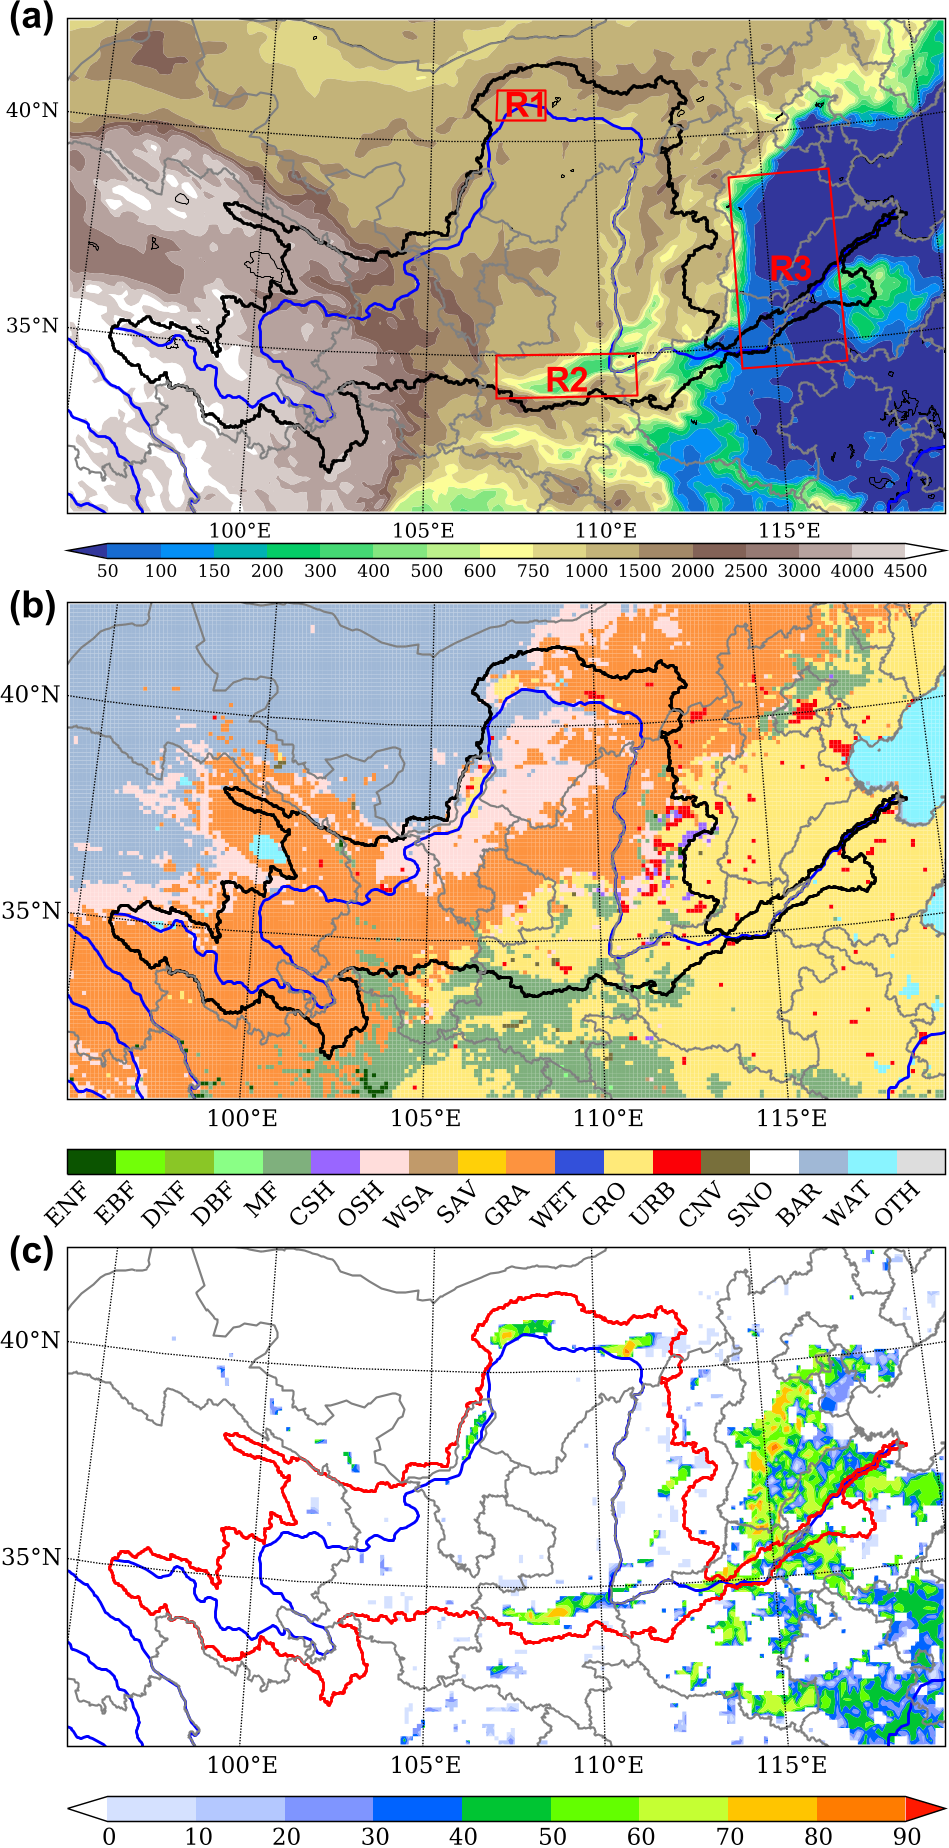 (a)
40°N
R1
R3
35°N
R2
100°E 105°E 110°E 115°E
50 100 150 200 300 400 500 600 750 1000 1500 2000 2500 3000 4000 4500
(b)
40°N
35°N
100°E 105°E 110°E 115°E
ENF EBF DNF DBF MF CSH OSH WSA SAV GRA WET CRO URB CNV SNO BAR WAT OTH
(c)
40°N
35°N
100°E 105°E 110°E 115°E
0 10 20 30 40 50 60 70 80 90